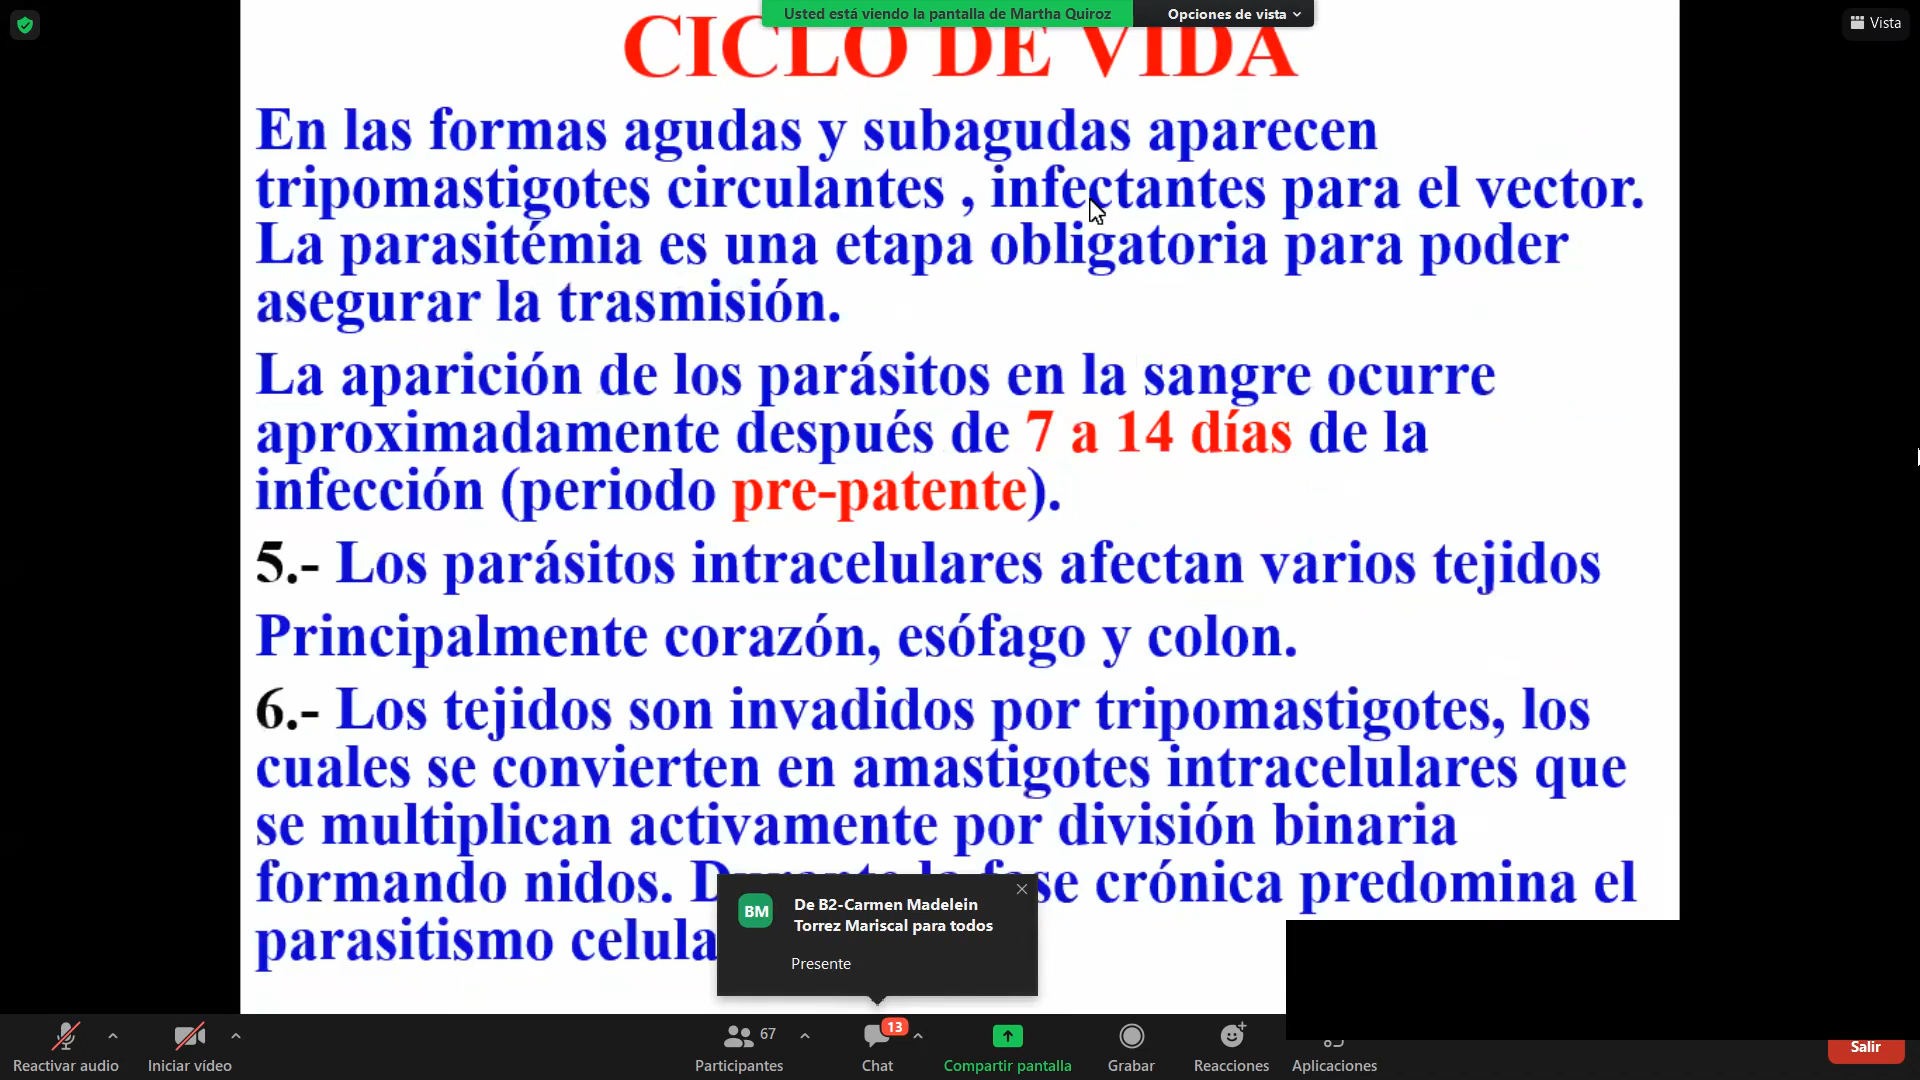 Usted está viendo la pantalla de Martha Quiroz
Opciones de vista
Vista
CICLO DE VIDA
En las formas agudas y subagudas aparecen
tripomastigotes circulantes , infectantes para el vector.
La parasitémia es una etapa obligatoria para poder
asegurar la trasmisión.
La aparición de los parásitos en la sangre ocurre
aproximadamente después de 7 a 14 días de la
infección (periodo pre-patente).
5.- Los parásitos intracelulares afectan varios tejidos
Principalmente corazón, esófago y colon.
6.- Los tejidos son invadidos por tripomastigotes, los
cuales se convierten en amastigotes intracelulares que
se multiplican activamente por división binaria
formando nidos. crónica predomina el
parasitismo
BM
De B2-Carmen Madelein
Torrez Mariscal para todos
Presente
Reactivar audio
Iniciar vídeo
67
Participantes
13
Chat
Compartir pantalla
Grabar
Reacciones
Aplicaciones
Salir